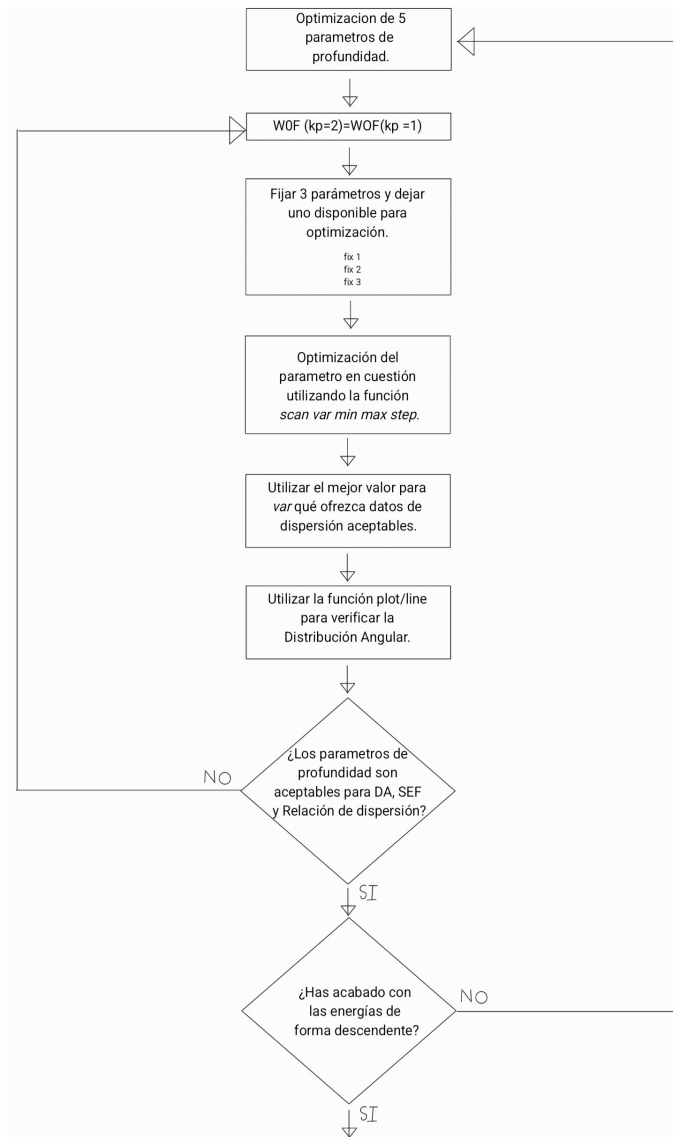 Optimizacion de 5
parametros de
profundidad.
W0F (kp=2)=WOF(kp =1)
Fijar 3 parámetros y dejar
uno disponible para
optimización.
fix 1
fix 2
fix 3
Optimización del
parametro en cuestión
utilizando la función
scan var min max step.
Utilizar el mejor valor para
var qué ofrezca datos de
dispersión aceptables.
Utilizar la función plot/line
para verificar la
Distribución Angular.
¿Los parametros de
profundidad son
aceptables para DA, SEF
y Relación de dispersión?
NO
SI
¿Has acabado con
las energías de
forma descendente?
NO
SI